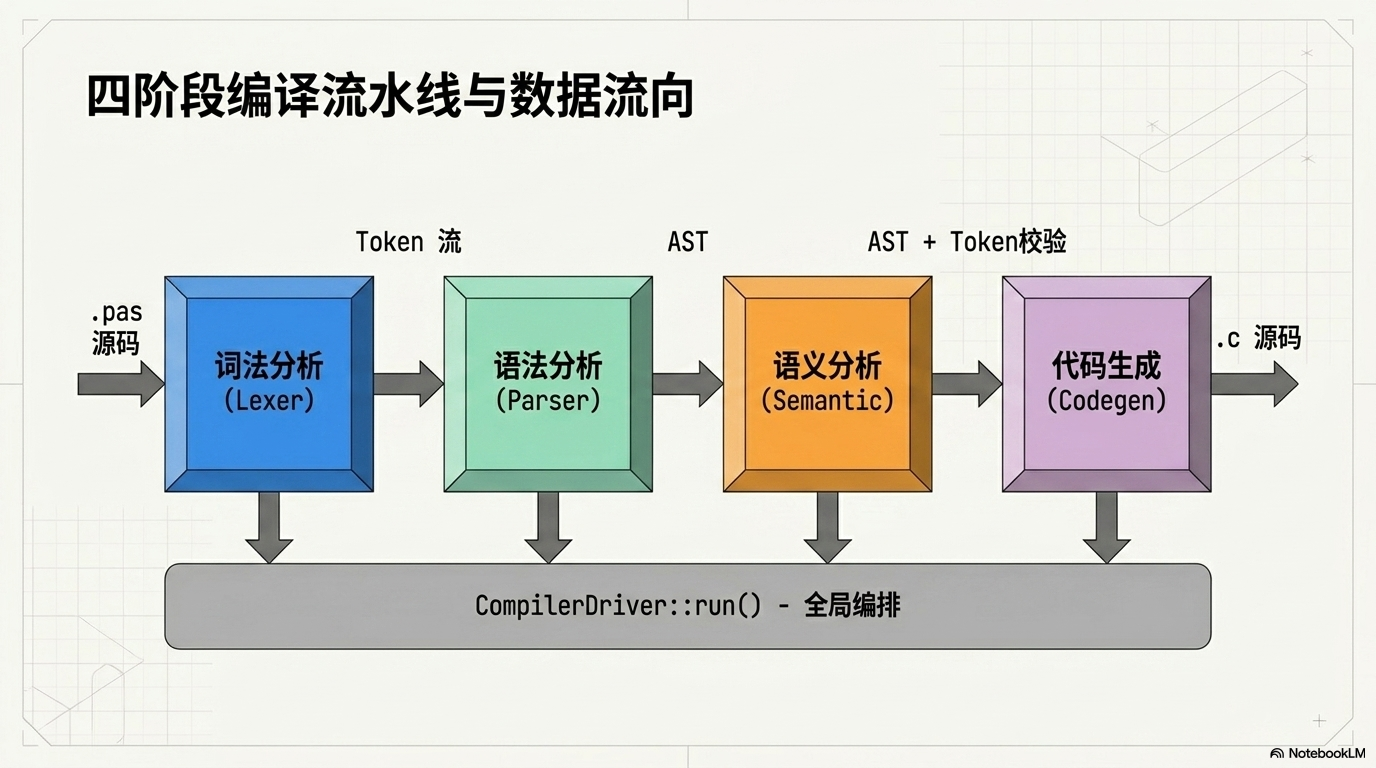 四阶段编译流水线与数据流向
Token 流
AST
AST + Token校验
.pas
源码
词法分析
(Lexer)
语法分析
(Parser)
语义分析
(Semantic)
代码生成
(Codegen)
.c 源码
CompilerDriver::run() - 全局编排
NotebookLM